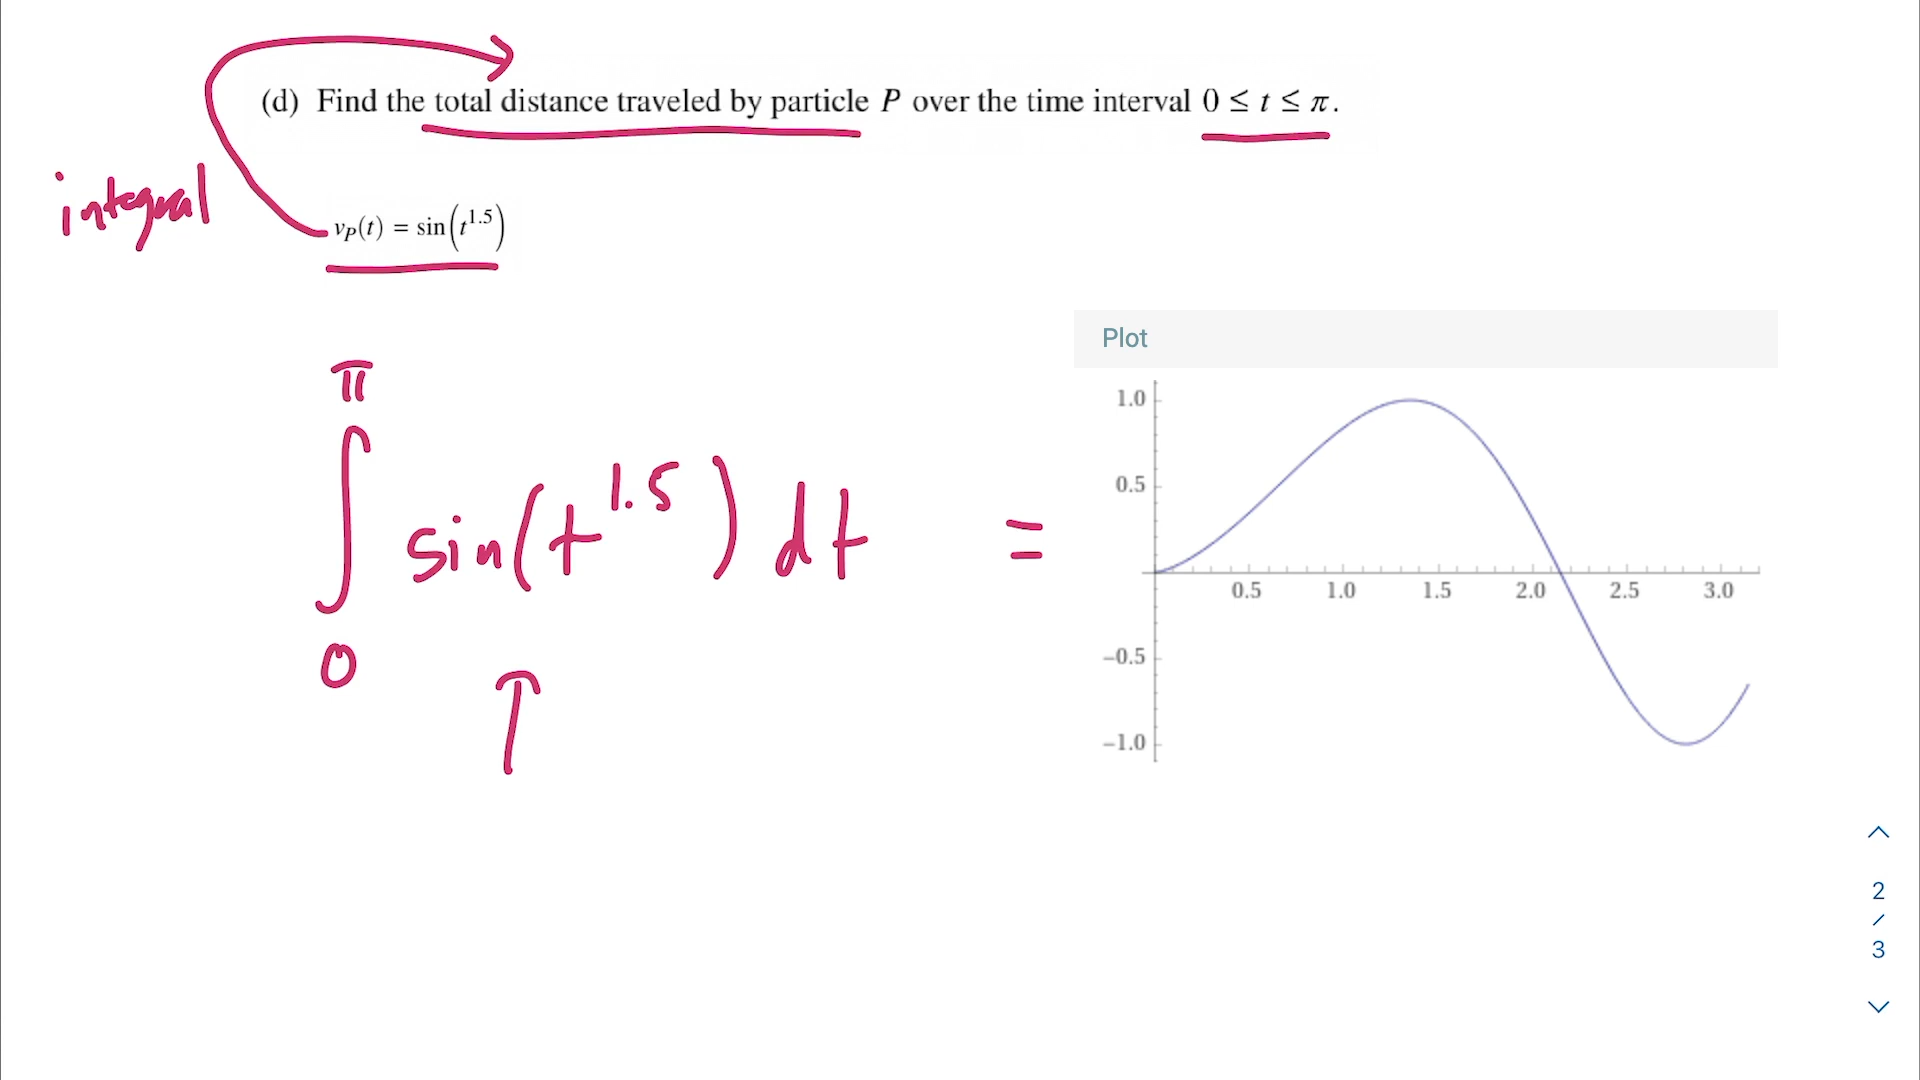 (d) Find the total distance traveled by particle P over the time interval 0 ≤ t ≤ π.
integral
v_P(t) = sin(t^1.5)
Plot
π
∫ sin(t^1.5) dt =
0
1.0
0.5
0.5 1.0 1.5 2.0 2.5 3.0
−0.5
−1.0
2
/
3